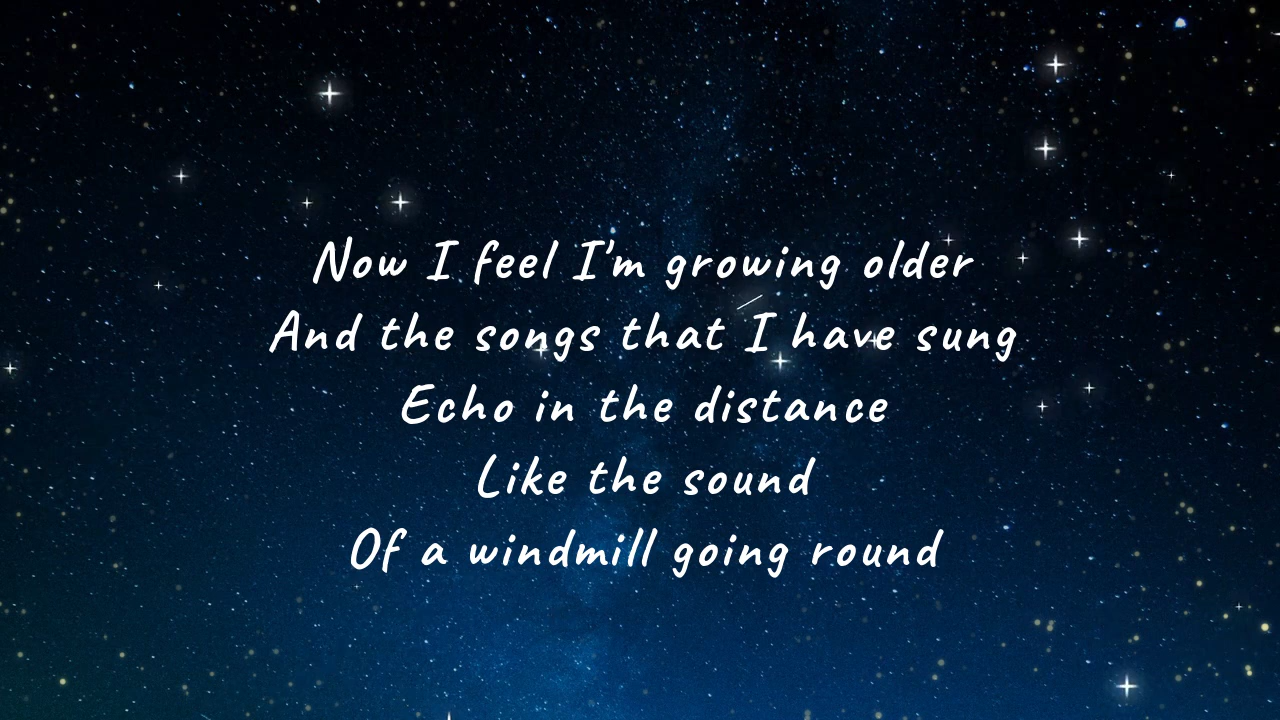 Now I feel I'm growing older
And the songs that I have sung
Echo in the distance
Like the sound
Of a windmill going round